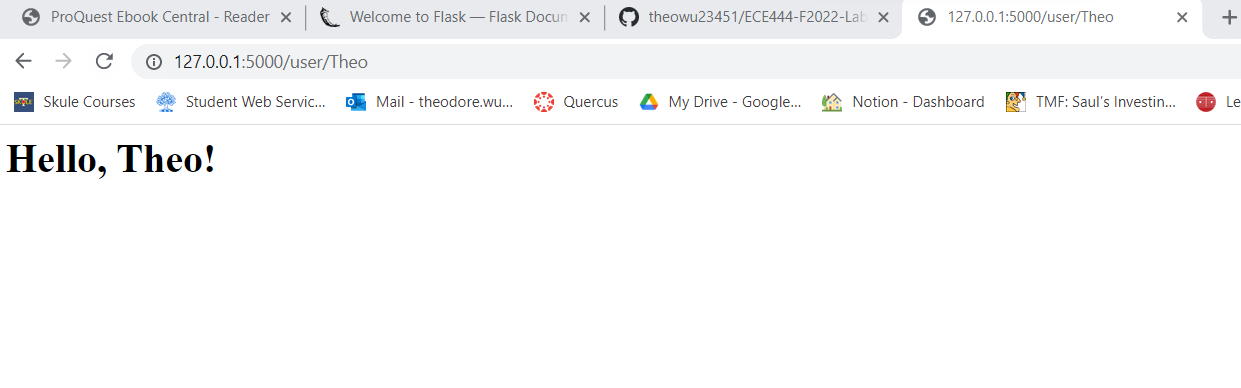 ProQuest Ebook Central - Reader Welcome to Flask — Flask Docum theowu23451/ECE444-F2022-Lab 127.0.0.1:5000/user/Theo
127.0.0.1:5000/user/Theo
Skule Courses Student Web Servic... Mail - theodore.wu... Quercus My Drive - Google... Notion - Dashboard TMF: Saul's Investin... Le
Hello, Theo!